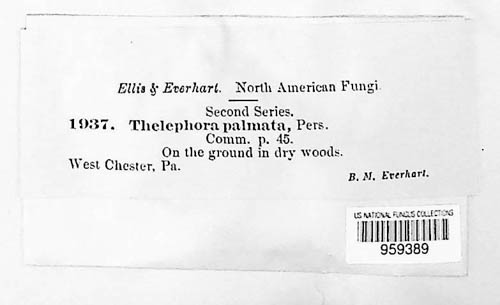 Ellis & Everhart. North American Fungi.
Second Series.
1937. Thelephora palmata, Pers.
Comm. p. 45.
On the ground in dry woods.
West Chester, Pa.
B. M. Everhart.
US NATIONAL FUNGUS COLLECTIONS
959389